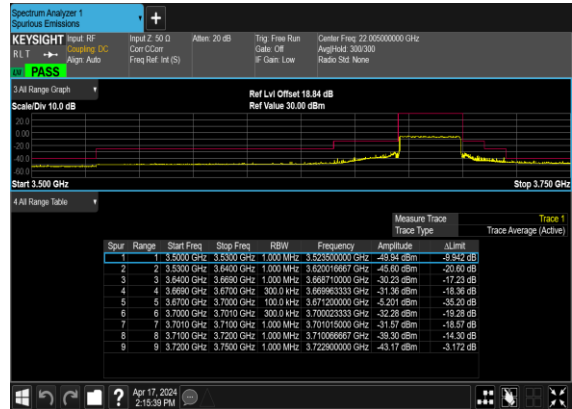 Spectrum Analyzer 1
Spurious Emissions
KEYSIGHT Input: RF Input Z: 50 Ω Atten: 20 dB Trig: Free Run Center Freq: 22.005000000 GHz
Coupling: DC Corr CCorr Gate: Off Avg|Hold: 300/300
RLT Align: Auto Freq Ref: Int (S) IF Gain: Low Radio Std: None
PASS
3 All Range Graph
Ref Lvl Offset 18.84 dB
Scale/Div 10.0 dB Ref Value 30.00 dBm
20.0
0.00
-20.0
-40.0
-60.0
Start 3.500 GHz Stop 3.750 GHz
4 All Range Table
Measure Trace Trace 1
Trace Type Trace Average (Active)
Spur Range Start Freq Stop Freq RBW Frequency Amplitude ΔLimit
1 1 3.5000 GHz 3.5300 GHz 1.000 MHz 3.523500000 GHz -49.94 dBm -9.942 dB
2 2 3.5300 GHz 3.6400 GHz 1.000 MHz 3.620016667 GHz -45.60 dBm -20.60 dB
3 3 3.6400 GHz 3.6690 GHz 1.000 MHz 3.668710000 GHz -30.23 dBm -17.23 dB
4 4 3.6690 GHz 3.6700 GHz 300.0 kHz 3.669963333 GHz -31.36 dBm -18.36 dB
5 5 3.6700 GHz 3.7000 GHz 100.0 kHz 3.671200000 GHz -5.201 dBm -35.20 dB
6 6 3.7000 GHz 3.7010 GHz 300.0 kHz 3.700023333 GHz -32.28 dBm -19.28 dB
7 7 3.7010 GHz 3.7100 GHz 1.000 MHz 3.701015000 GHz -31.57 dBm -18.57 dB
8 8 3.7100 GHz 3.7200 GHz 1.000 MHz 3.710066667 GHz -39.30 dBm -14.30 dB
9 9 3.7200 GHz 3.7500 GHz 1.000 MHz 3.722900000 GHz -43.17 dBm -3.172 dB
? Apr 17, 2024
2:15:39 PM